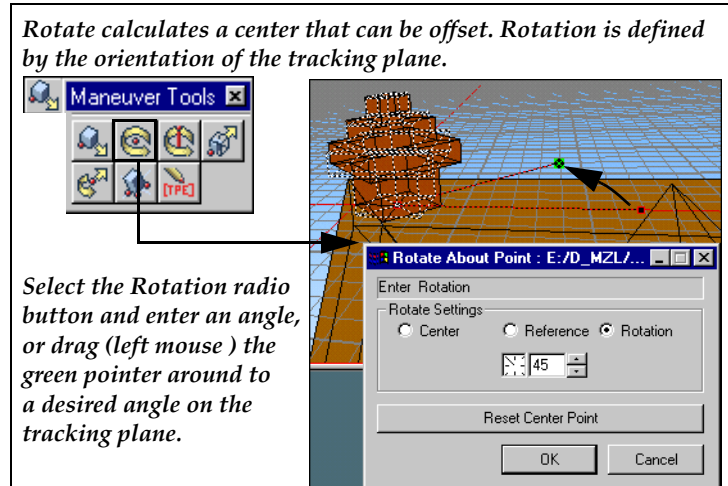 Rotate calculates a center that can be offset. Rotation is defined
by the orientation of the tracking plane.
Maneuver Tools
[TPE]
Select the Rotation radio
button and enter an angle,
or drag (left mouse ) the
green pointer around to
a desired angle on the
tracking plane.
Rotate About Point : E:/D_MZL/...
Enter Rotation
Rotate Settings
Center Reference Rotation
45
Reset Center Point
OK Cancel